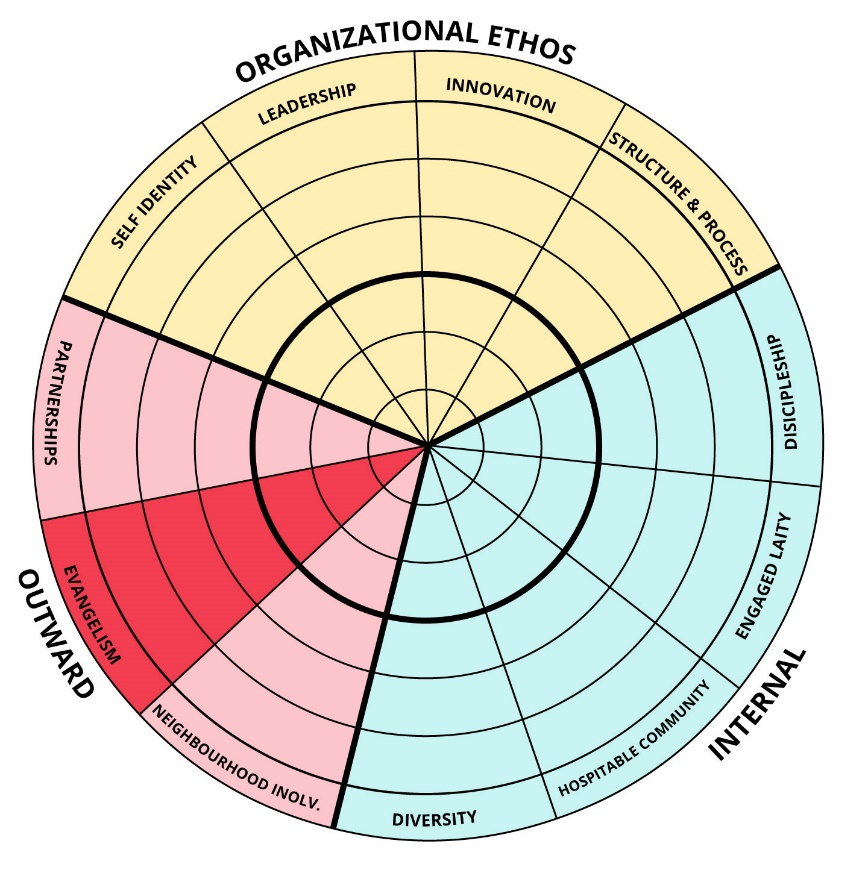 ORGANIZATIONAL ETHOS
SELF IDENTITY
LEADERSHIP
INNOVATION
STRUCTURE & PROCESS
DISICIPLESHIP
ENGAGED LAITY
HOSPITABLE COMMUNITY
INTERNAL
DIVERSITY
NEIGHBOURHOOD INOLV.
EVANGELISM
PARTNERSHIPS
OUTWARD